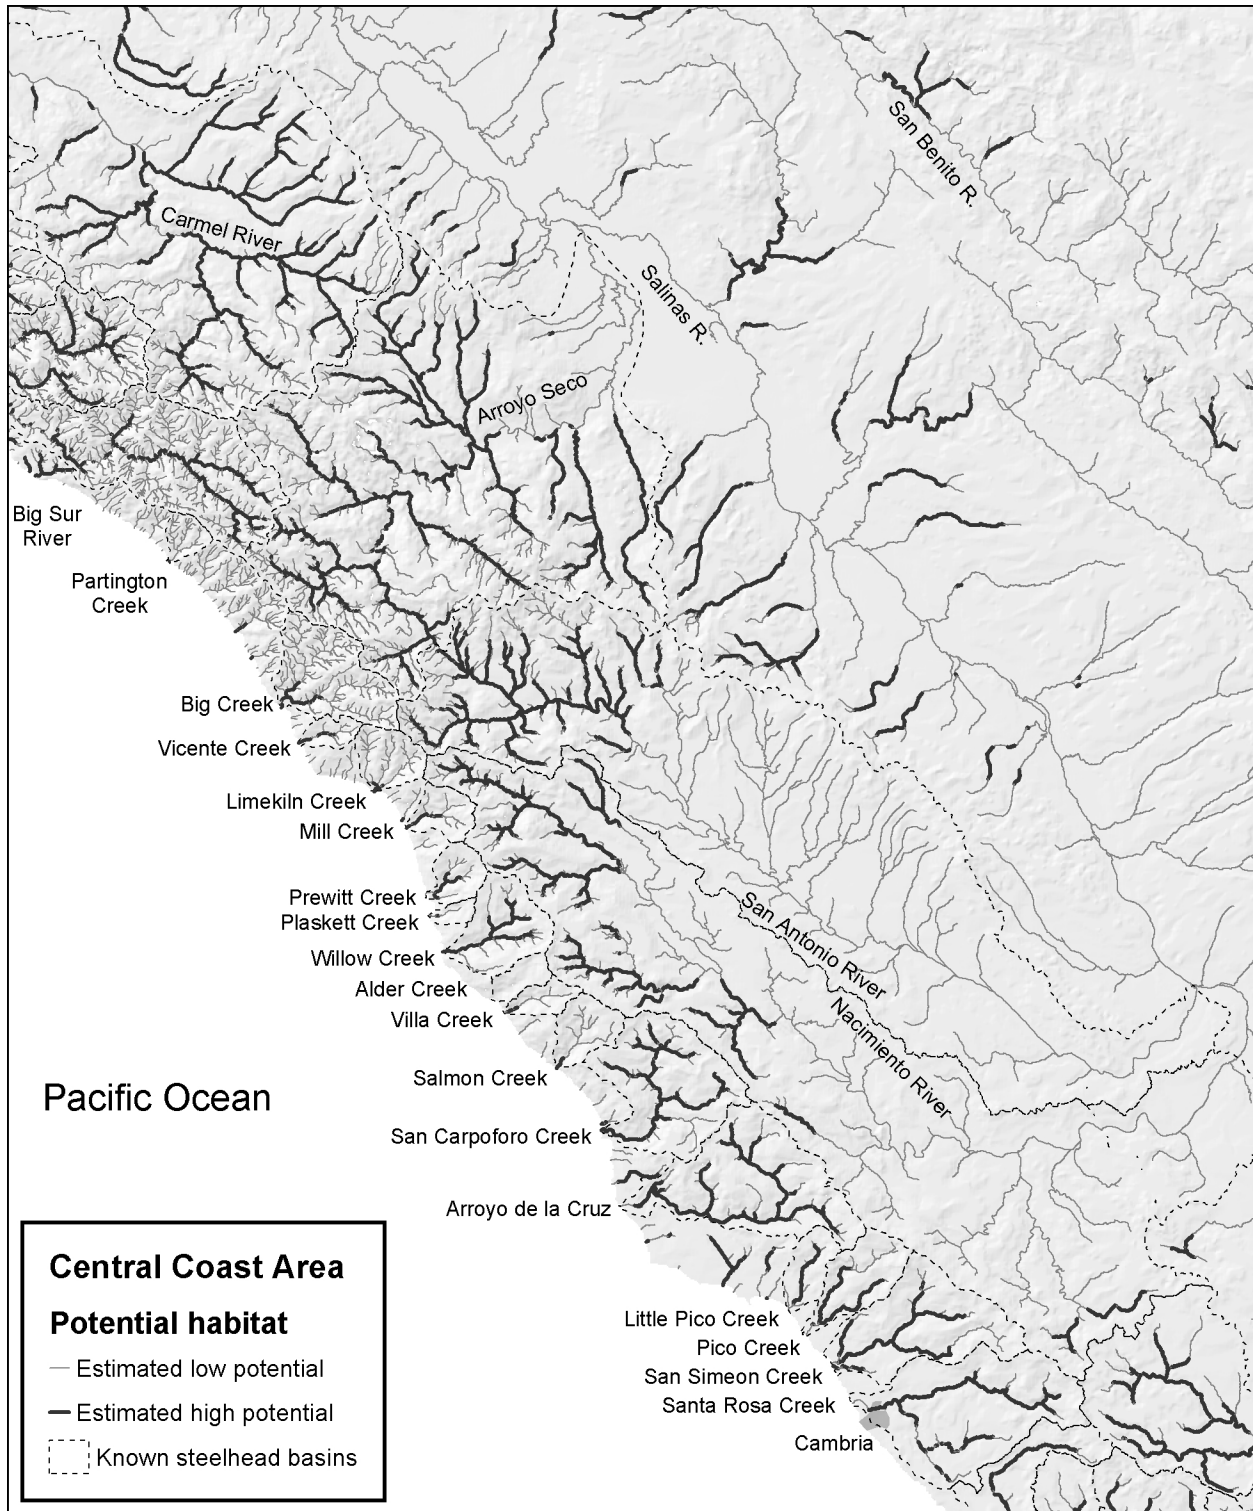 San Benito R.
Carmel River
Salinas R.
Arroyo Seco
Big Sur
River
Partington
Creek
Big Creek
Vicente Creek
Limekiln Creek
Mill Creek
Prewitt Creek
Plaskett Creek
San Antonio River
Willow Creek
Alder Creek
Nacimiento River
Villa Creek
Salmon Creek
Pacific Ocean
San Carpoforo Creek
Arroyo de la Cruz
Little Pico Creek
Pico Creek
San Simeon Creek
Santa Rosa Creek
Cambria
Central Coast Area
Potential habitat
Estimated low potential
Estimated high potential
Known steelhead basins